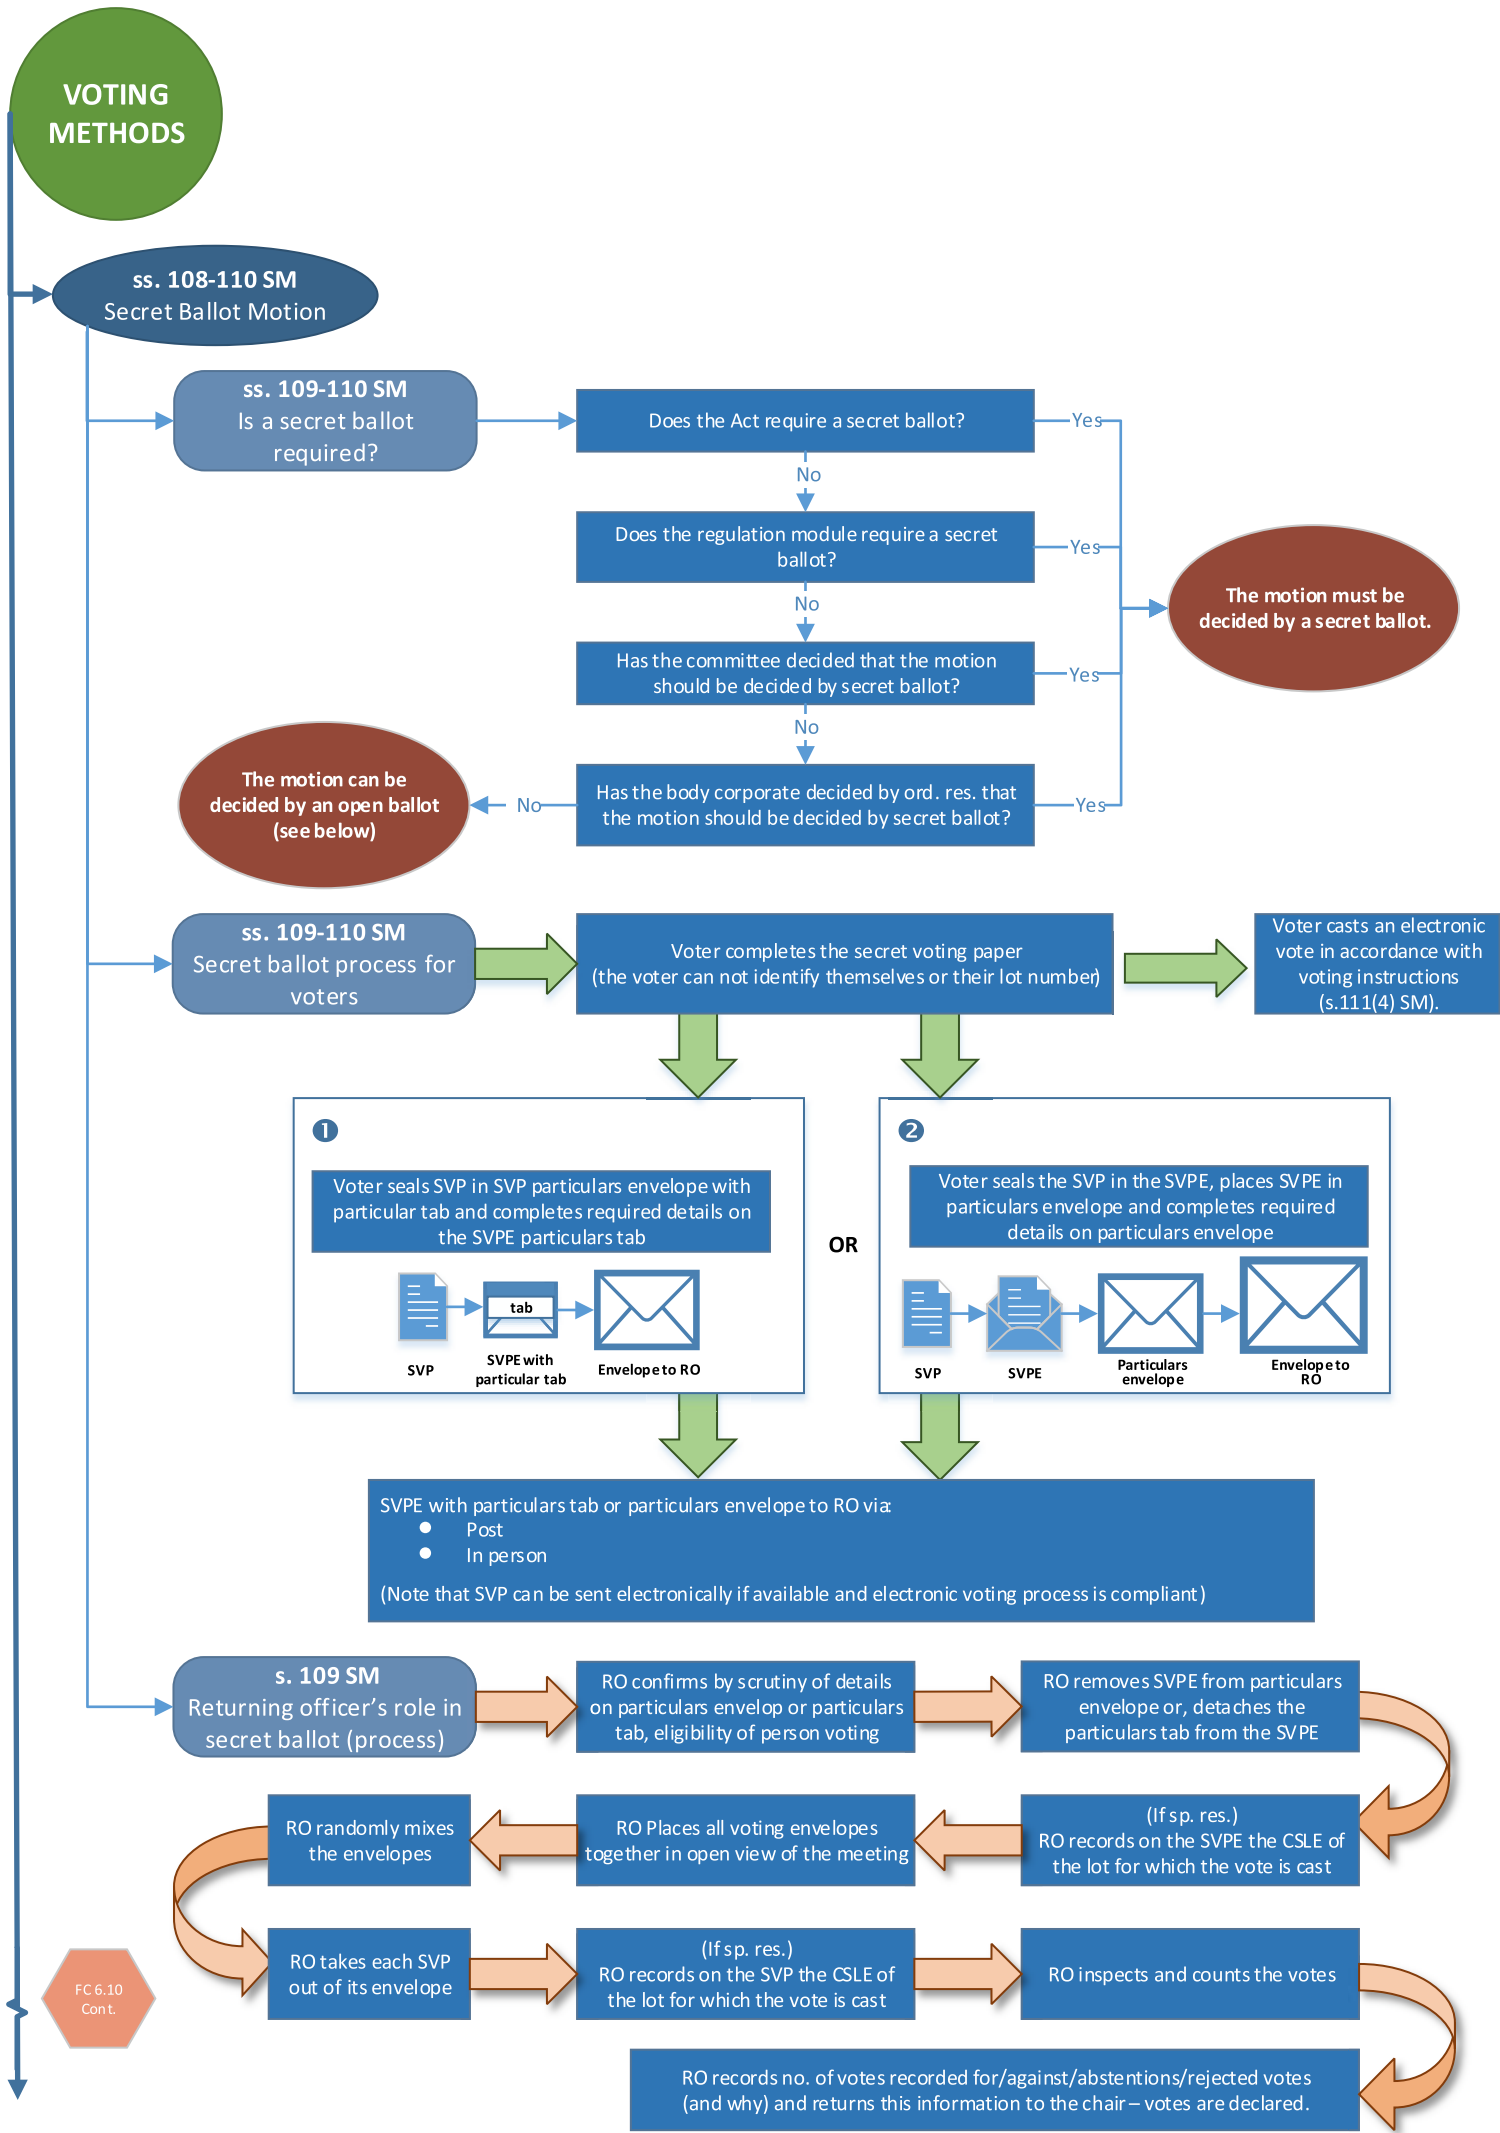 VOTING
METHODS
ss. 108-110 SM
Secret Ballot Motion
ss. 109-110 SM
Is a secret ballot
required?
Does the Act require a secret ballot?
Yes
No
Does the regulation module require a secret
ballot?
Yes
No
The motion must be
decided by a secret ballot.
Has the committee decided that the motion
should be decided by secret ballot?
Yes
No
The motion can be
decided by an open ballot
(see below)
No
Has the body corporate decided by ord. res. that
the motion should be decided by secret ballot?
Yes
ss. 109-110 SM
Secret ballot process for
voters
Voter completes the secret voting paper
(the voter can not identify themselves or their lot number)
Voter casts an electronic
vote in accordance with
voting instructions
(s.111(4) SM).
1
Voter seals SVP in SVP particulars envelope with
particular tab and completes required details on
the SVPE particulars tab
tab
SVP
SVPE with
particular tab
Envelope to RO
OR
2
Voter seals the SVP in the SVPE, places SVPE in
particulars envelope and completes required
details on particulars envelope
SVP
SVPE
Particulars
envelope
Envelope to
RO
SVPE with particulars tab or particulars envelope to RO via:
● Post
● In person
(Note that SVP can be sent electronically if available and electronic voting process is compliant)
s. 109 SM
Returning officer's role in
secret ballot (process)
RO confirms by scrutiny of details
on particulars envelop or particulars
tab, eligibility of person voting
RO removes SVPE from particulars
envelope or, detaches the
particulars tab from the SVPE
(If sp. res.)
RO records on the SVPE the CSLE of
the lot for which the vote is cast
RO Places all voting envelopes
together in open view of the meeting
RO randomly mixes
the envelopes
RO takes each SVP
out of its envelope
(If sp. res.)
RO records on the SVP the CSLE of
the lot for which the vote is cast
RO inspects and counts the votes
RO records no. of votes recorded for/against/abstentions/rejected votes
(and why) and returns this information to the chair – votes are declared.
FC 6.10
Cont.